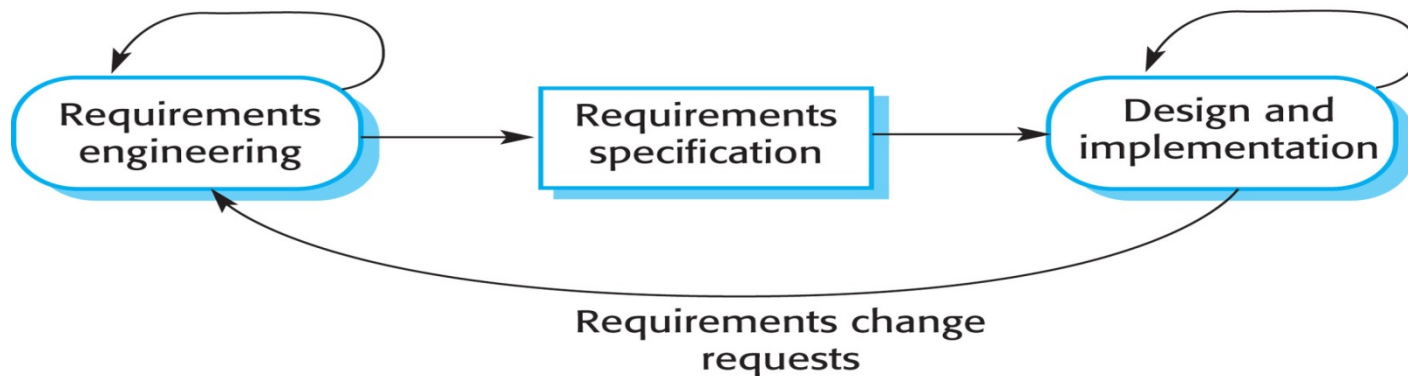 Requirements
engineering
Requirements
specification
Design and
implementation
Requirements change
requests